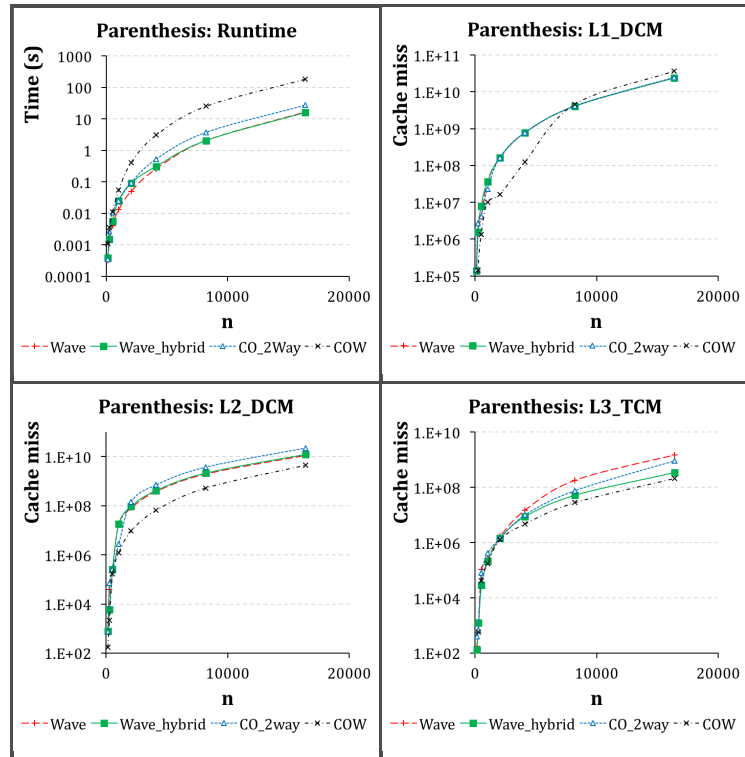 Parenthesis: Runtime
Time (s)
1000
100
10
1
0.1
0.01
0.001
0.0001
0 10000 20000
n
Wave Wave_hybrid CO_2Way COW
Parenthesis: L1_DCM
Cache miss
1.E+11
1.E+10
1.E+09
1.E+08
1.E+07
1.E+06
1.E+05
0 10000 20000
n
Wave Wave_hybrid CO_2way COW
Parenthesis: L2_DCM
Cache miss
1.E+10
1.E+08
1.E+06
1.E+04
1.E+02
0 10000 20000
n
Wave Wave_hybrid CO_2way COW
Parenthesis: L3_TCM
Cache miss
1.E+10
1.E+08
1.E+06
1.E+04
1.E+02
0 10000 20000
n
Wave Wave_hybrid CO_2way COW